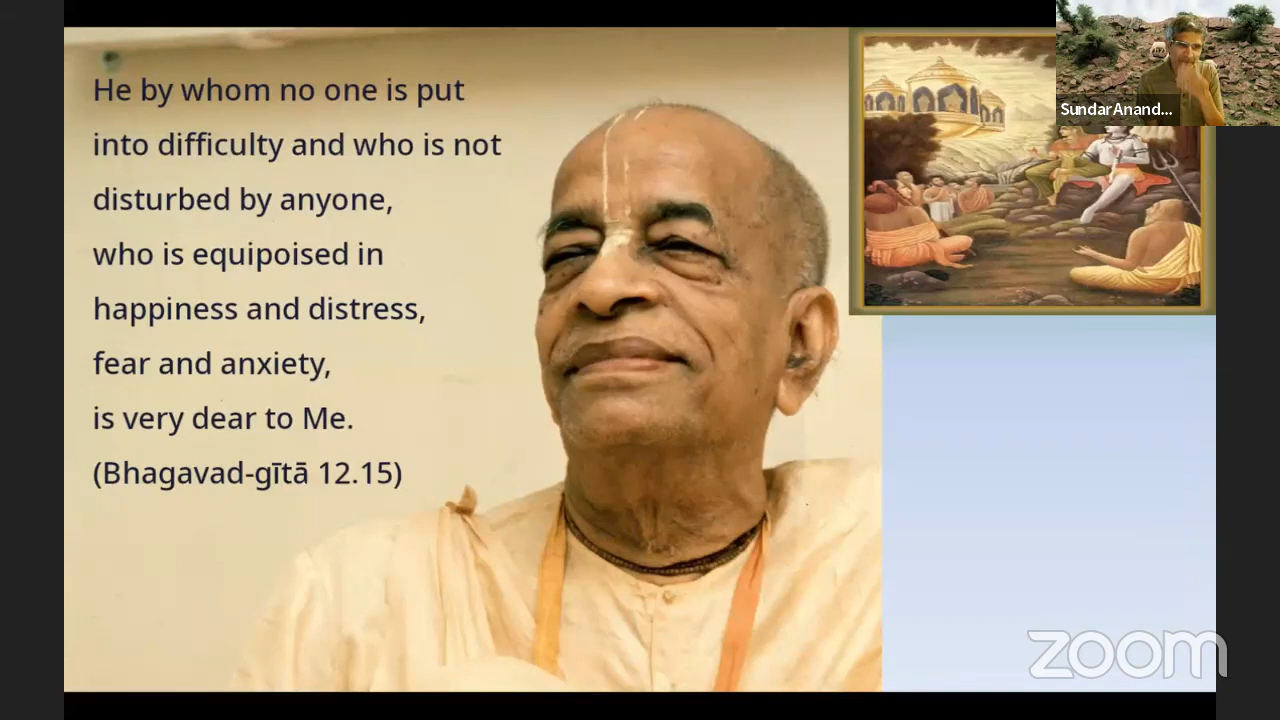 He by whom no one is put
into difficulty and who is not
disturbed by anyone,
who is equipoised in
happiness and distress,
fear and anxiety,
is very dear to Me.
(Bhagavad-gītā 12.15)
SundarAnand...
zoom